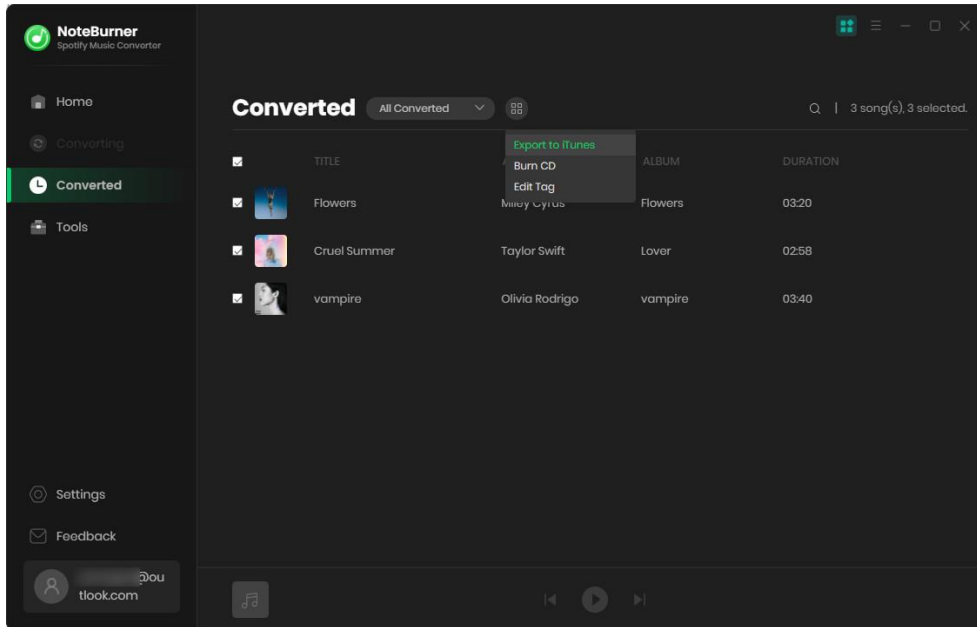 NoteBurner
Spotify Music Converter
Home
Converting
Converted
Tools
Settings
Feedback
@ou
tlook.com
Converted
All Converted
3 song(s), 3 selected.
Export to iTunes
Burn CD
Edit Tag
TITLE
ALBUM
DURATION
Flowers
Miley Cyrus
Flowers
03:20
Cruel Summer
Taylor Swift
Lover
02:58
vampire
Olivia Rodrigo
vampire
03:40